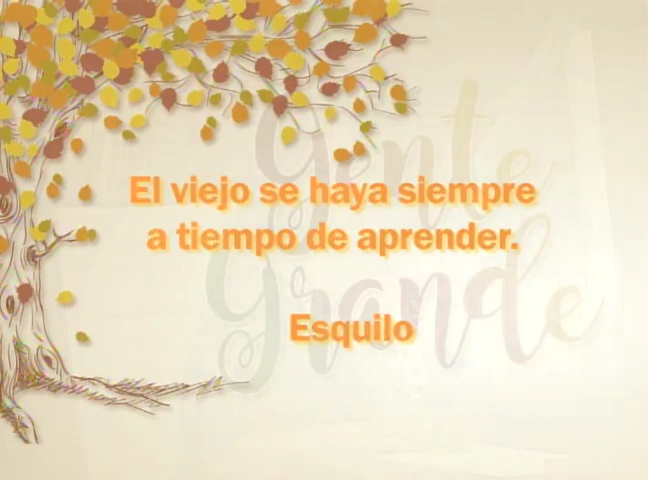 El viejo se haya siempre
a tiempo de aprender.
Esquilo
Gente
Grande